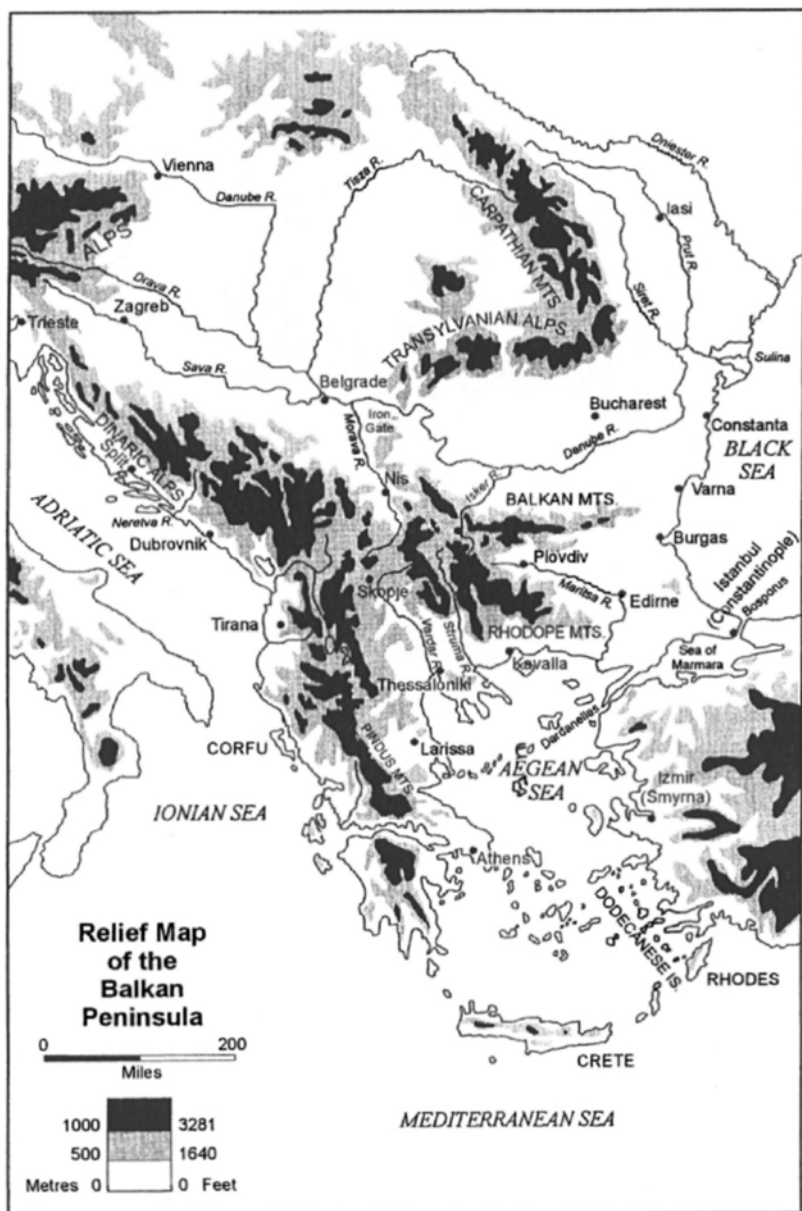 Vienna
Danube R.
Tisza R.
Dniester R.
Iasi
Prut R.
CARPATHIAN MTS.
Siret R.
ALPS
Drava R.
Zagreb
Trieste
TRANSYLVANIAN ALPS
Sulina
Sava R.
Belgrade
Iron
Gate
Bucharest
Constanta
Danube R.
BLACK
SEA
Morava R.
DINARIC ALPS
Split
Nis
Isker R.
Varna
BALKAN MTS.
ADRIATIC SEA
Neretva R.
Dubrovnik
Burgas
Plovdiv
Istanbul
(Constantinople)
Bosporus
Skopje
Maritsa R.
Edirne
Tirana
RHODOPE MTS.
Vardar R.
Struma R.
Sea of
Marmara
Kavalla
Thessaloniki
Dardanelles
CORFU
PINDUS MTS.
Larissa
AEGEAN
SEA
Izmir
(Smyrna)
IONIAN SEA
Athens
DODECANESE IS.
RHODES
Relief Map
of the
Balkan
Peninsula
0 200
Miles
CRETE
1000 3281
500 1640
Metres 0 0 Feet
MEDITERRANEAN SEA